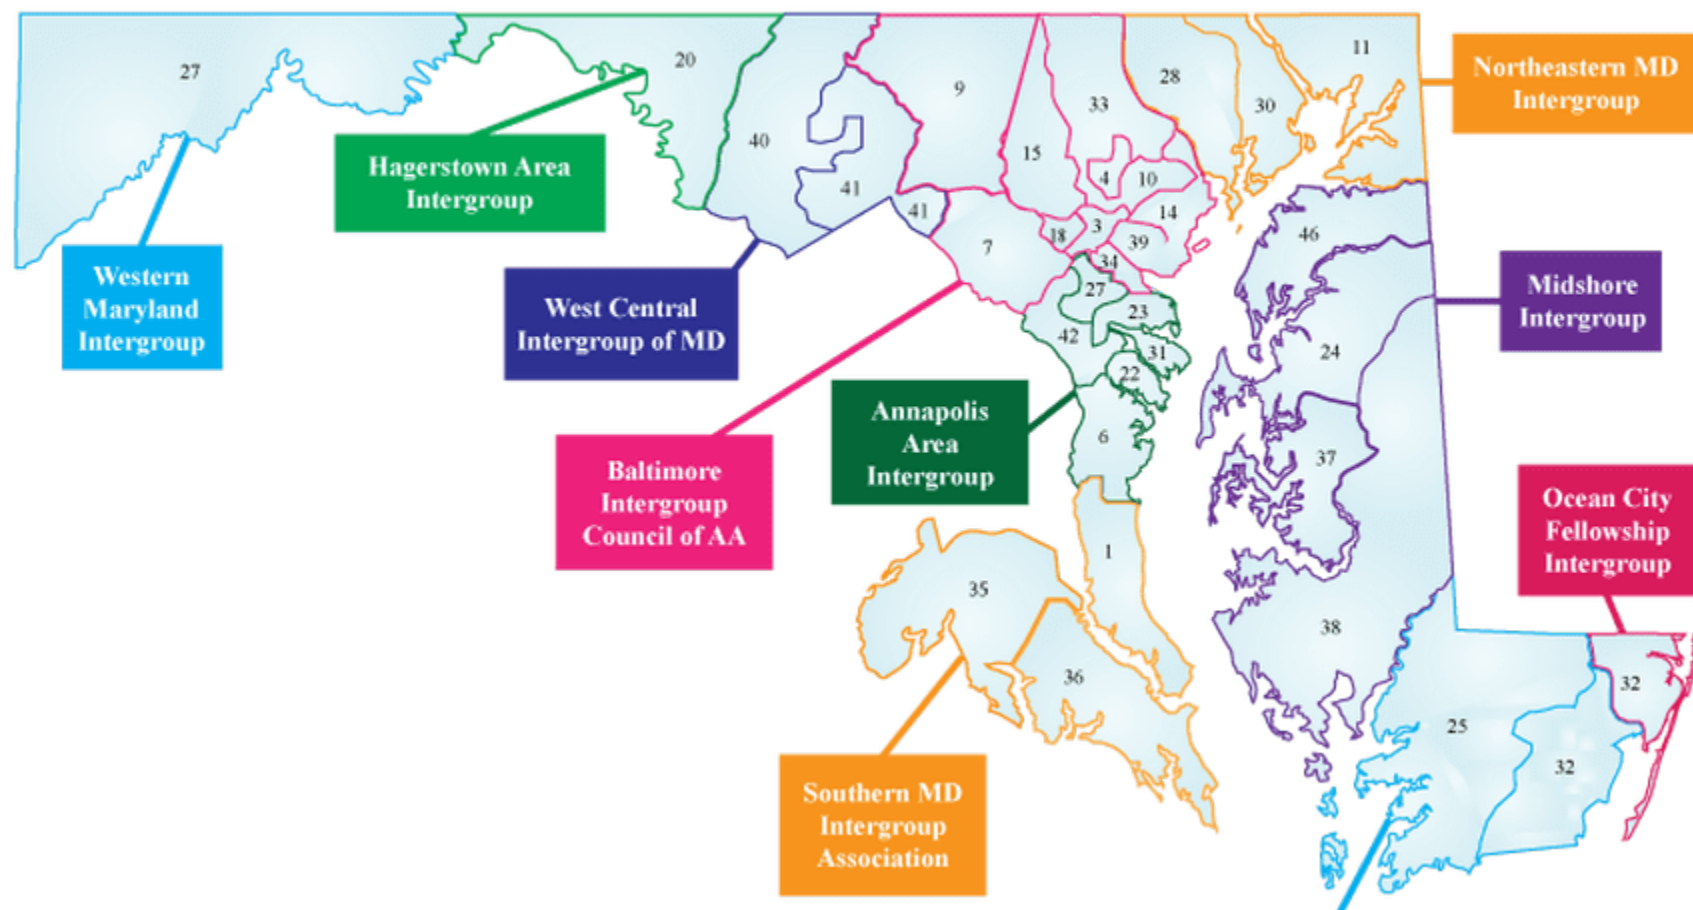 27
20
40
41
41
9
15
33
4
10
28
30
11
7
18
3
14
39
34
27
23
42
31
22
6
46
24
37
38
1
35
36
25
32
32
Northeastern MD
Intergroup
Hagerstown Area
Intergroup
Western
Maryland
Intergroup
West Central
Intergroup of MD
Midshore
Intergroup
Annapolis
Area
Intergroup
Baltimore
Intergroup
Council of AA
Ocean City
Fellowship
Intergroup
Southern MD
Intergroup
Association